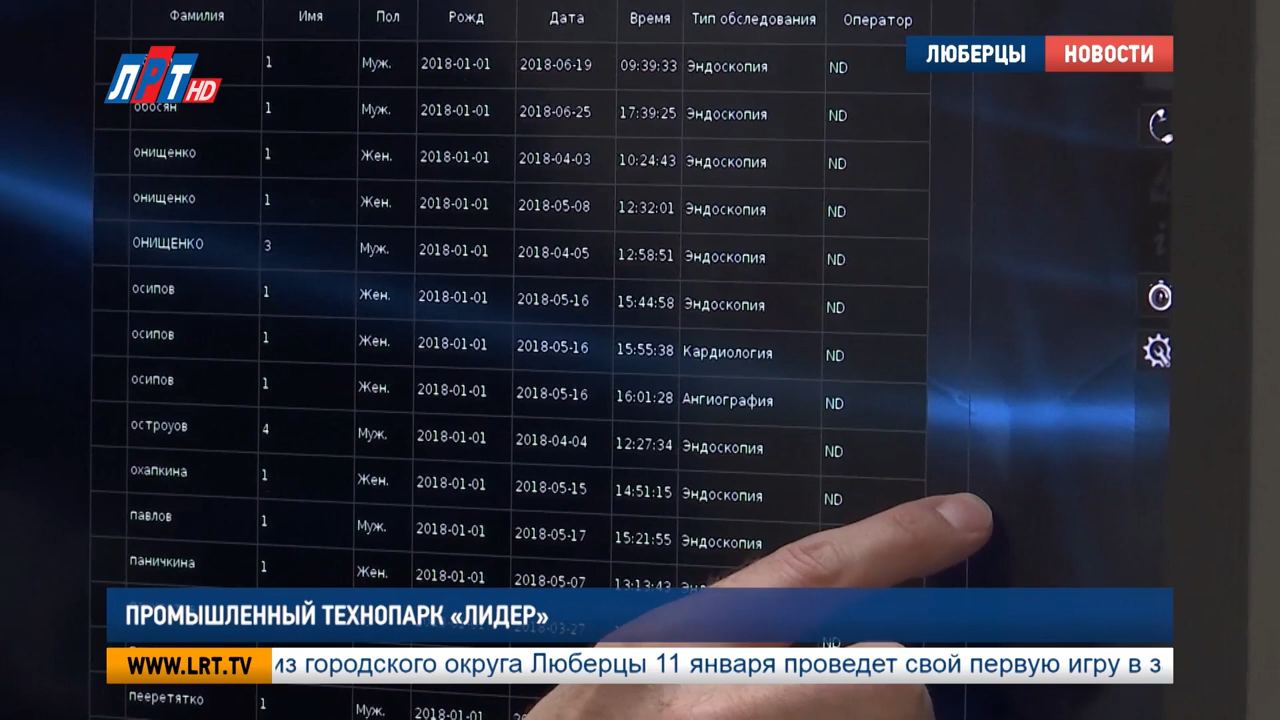 Фамилия Имя Пол Рожд Дата Время Тип обследования Оператор
ЛЮБЕРЦЫ НОВОСТИ
ЛРТ HD
1 Муж. 2018-01-01 2018-06-19 09:39:33 Эндоскопия ND
обосян 1 Муж. 2018-01-01 2018-06-25 17:39:25 Эндоскопия ND
онищенко 1 Жен. 2018-01-01 2018-04-03 10:24:43 Эндоскопия ND
онищенко 1 Жен. 2018-01-01 2018-05-08 12:32:01 Эндоскопия ND
ОНИЩЕНКО 3 Муж. 2018-01-01 2018-04-05 12:58:51 Эндоскопия ND
осипов 1 Жен. 2018-01-01 2018-05-16 15:44:58 Эндоскопия ND
осипов 1 Жен. 2018-01-01 2018-05-16 15:55:38 Кардиология ND
осипов 1 Жен. 2018-01-01 2018-05-16 16:01:28 Ангиография ND
остроуов 4 Муж. 2018-01-01 2018-04-04 12:27:34 Эндоскопия ND
охапкина 1 Жен. 2018-01-01 2018-05-15 14:51:15 Эндоскопия ND
павлов 1 Муж. 2018-01-01 2018-05-17 15:21:55 Эндоскопия
паничкина 1 Жен. 2018-01-01 2018-05-07 13:13:43
ПРОМЫШЛЕННЫЙ ТЕХНОПАРК «ЛИДЕР»
2018-03-27 ND
WWW.LRT.TV из городского округа Люберцы 11 января проведет свой первую игру в з
пееретятко 1 Муж. 2018-01-01